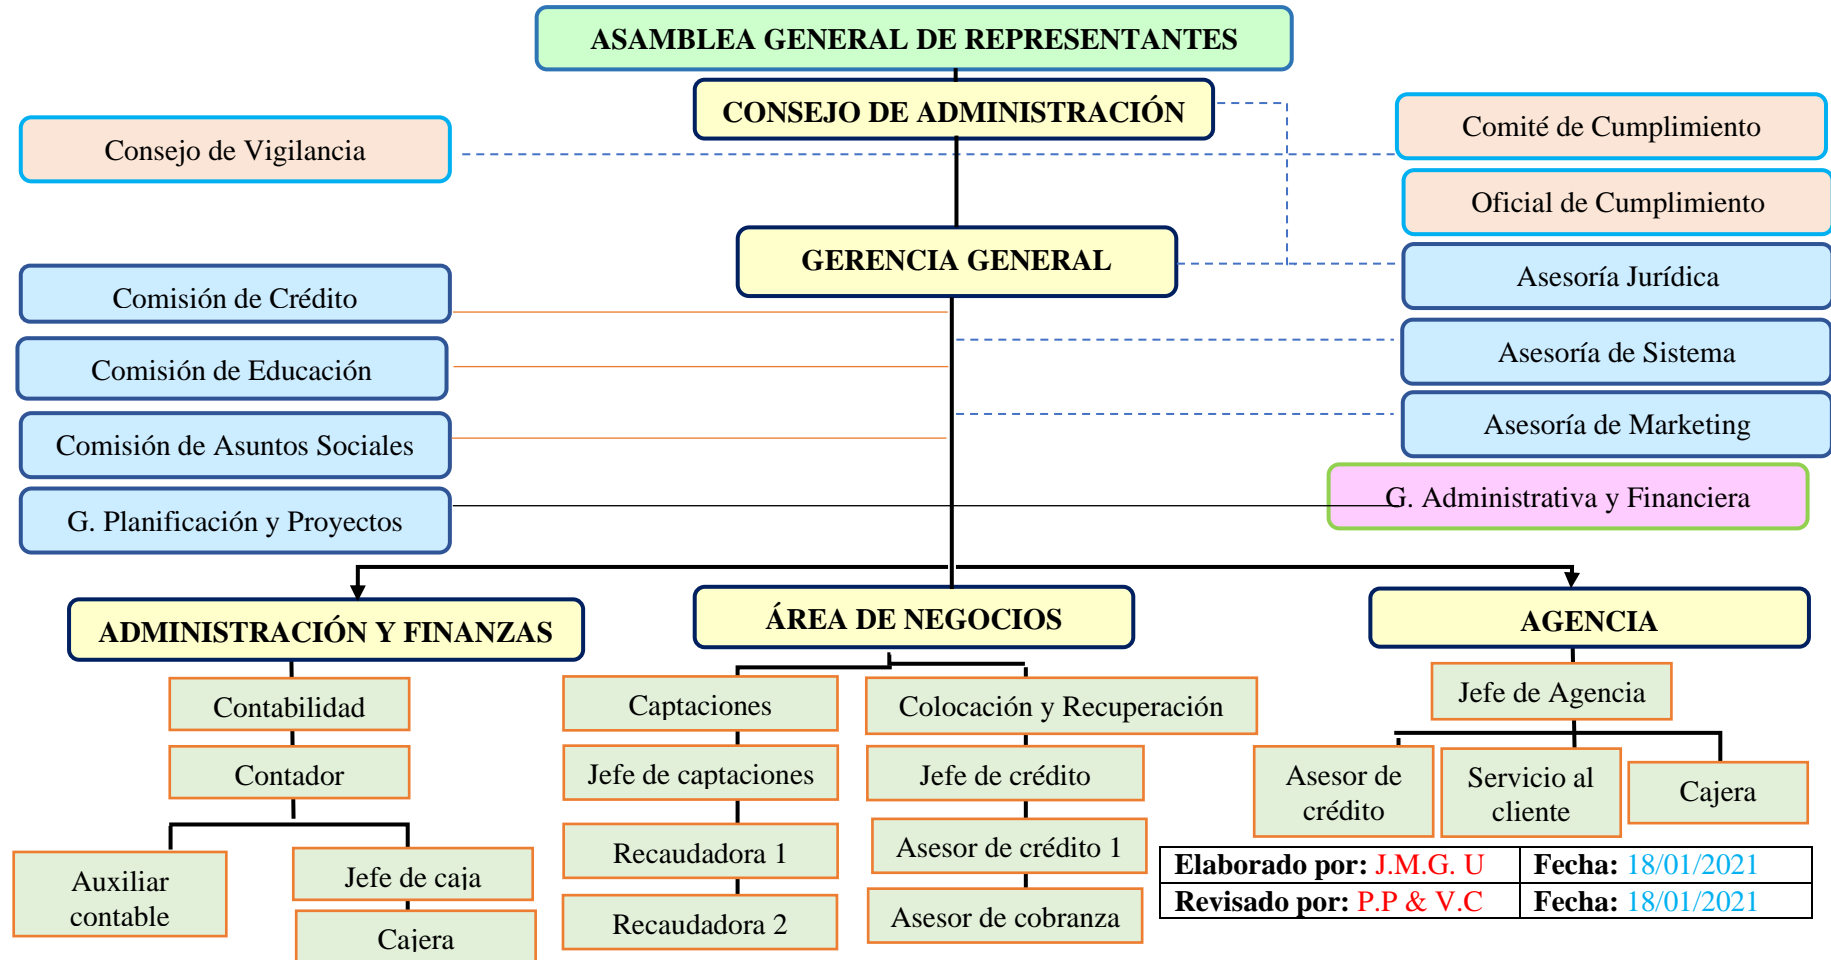 ASAMBLEA GENERAL DE REPRESENTANTES
CONSEJO DE ADMINISTRACIÓN
Consejo de Vigilancia
Comité de Cumplimiento
Oficial de Cumplimiento
GERENCIA GENERAL
Asesoría Jurídica
Comisión de Crédito
Asesoría de Sistema
Comisión de Educación
Asesoría de Marketing
Comisión de Asuntos Sociales
G. Administrativa y Financiera
G. Planificación y Proyectos
ADMINISTRACIÓN Y FINANZAS
ÁREA DE NEGOCIOS
AGENCIA
Contabilidad
Contador
Auxiliar
contable
Jefe de caja
Cajera
Captaciones
Jefe de captaciones
Recaudadora 1
Recaudadora 2
Colocación y Recuperación
Jefe de crédito
Asesor de crédito 1
Asesor de cobranza
Jefe de Agencia
Asesor de
crédito
Servicio al
cliente
Cajera
Elaborado por: J.M.G. U Fecha: 18/01/2021
Revisado por: P.P & V.C Fecha: 18/01/2021